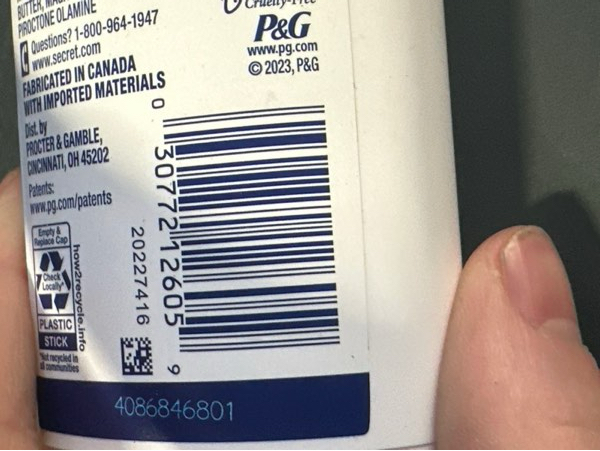 BUTTER,
PIROCTONE OLAMINE
Questions? 1-800-964-1947
www.secret.com
FABRICATED IN CANADA
WITH IMPORTED MATERIALS
Dist. by
PROCTER & GAMBLE,
CINCINNATI, OH 45202
Patents:
www.pg.com/patents
Empty &
Replace Cap
Check
Locally*
PLASTIC
STICK
*Not recycled in
all communities
how2recycle.info
Cruelty-Free
P&G
www.pg.com
© 2023, P&G
0 3077212605 9
20227416
4086846801